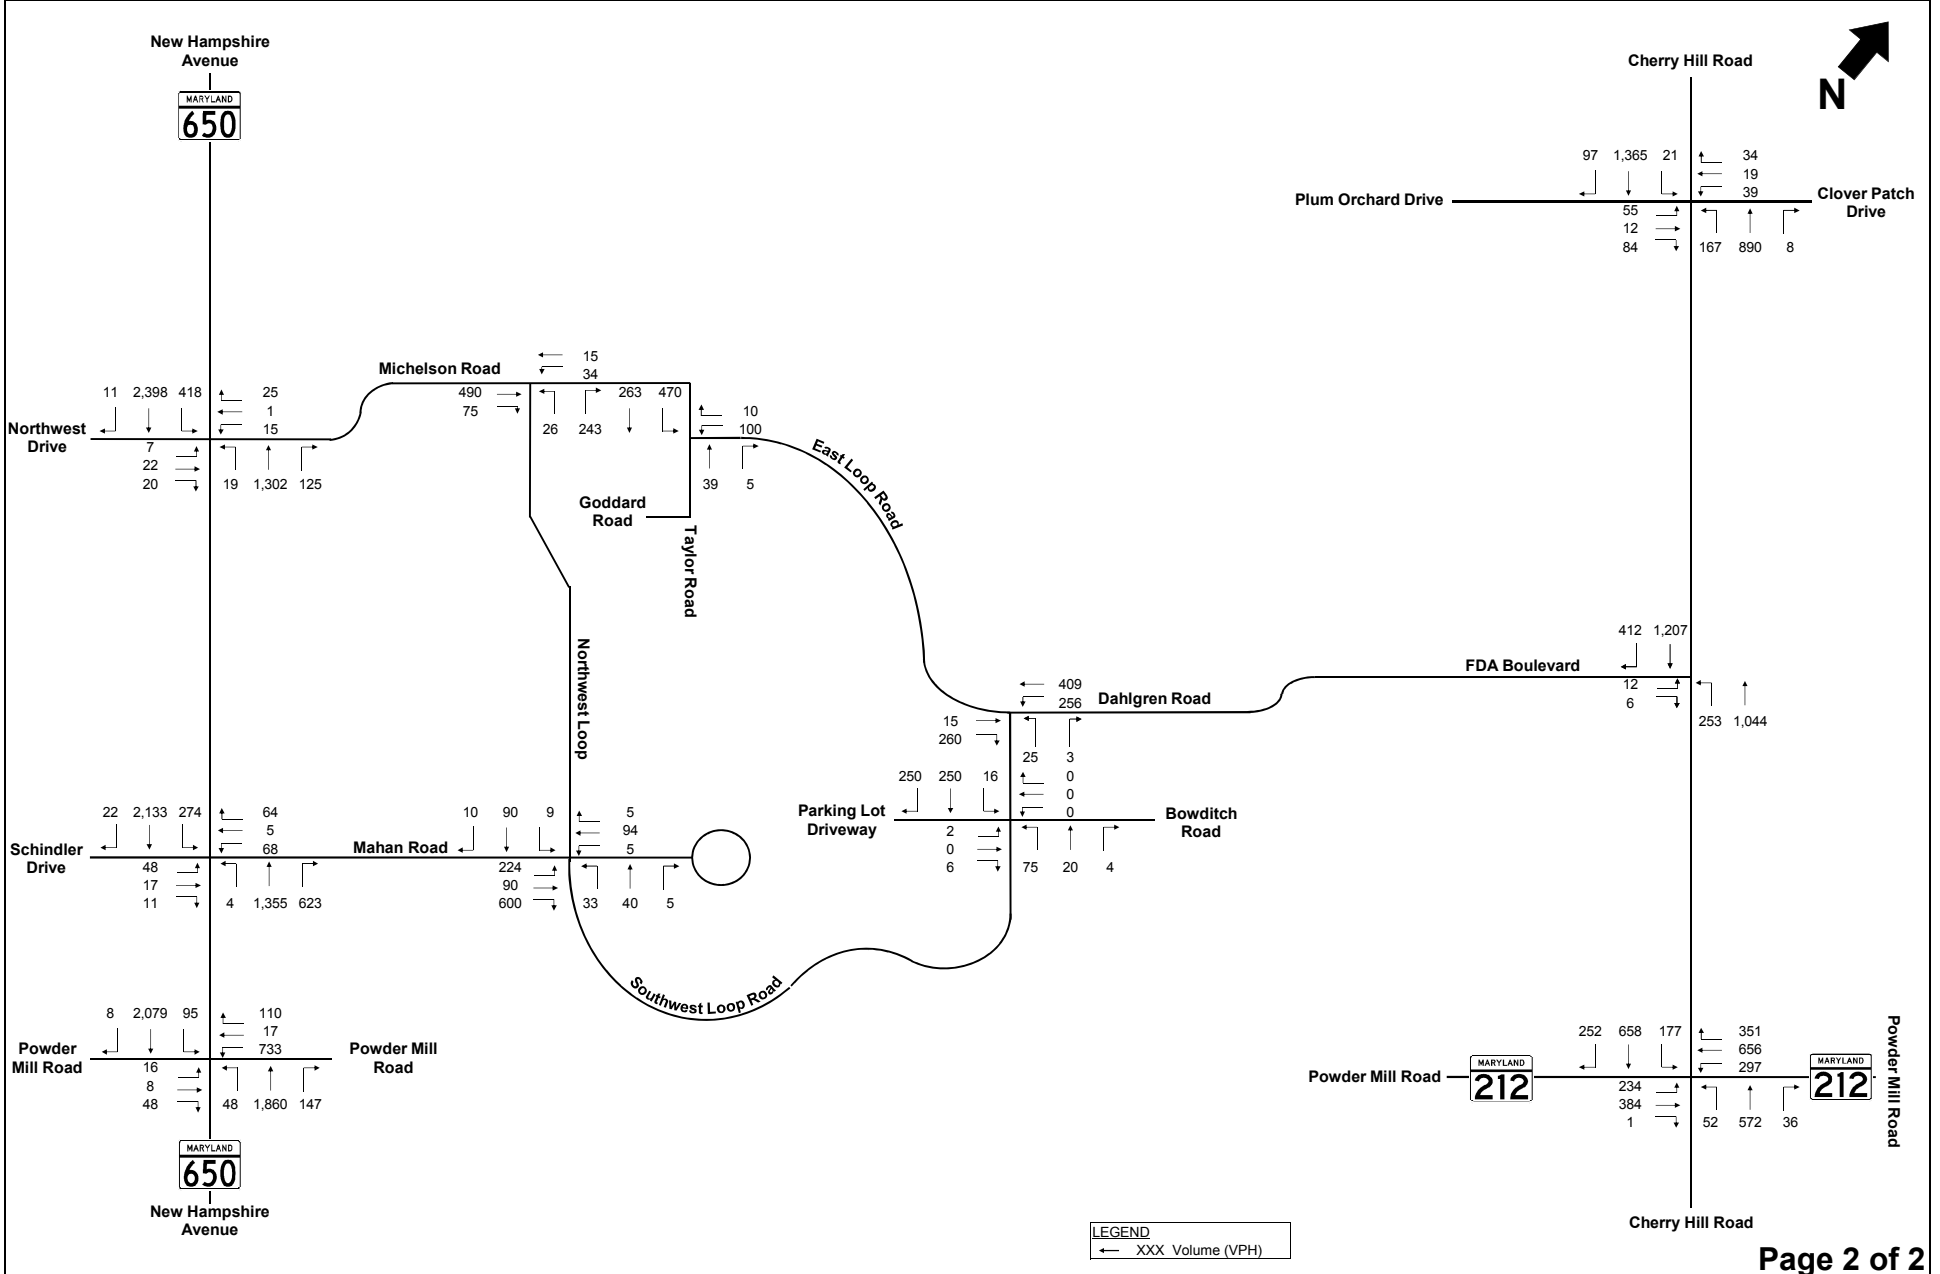 New Hampshire
Avenue
MARYLAND
650
Cherry Hill Road
N
97 1,365 21
34
19
39
Plum Orchard Drive
Clover Patch
Drive
55
12
84
167 890 8
Michelson Road
15
34
490
75
26 243
263 470
10
100
39 5
11 2,398 418
25
1
15
Northwest
Drive
7
22
20
19 1,302 125
East Loop Road
Goddard
Road
Taylor Road
Northwest Loop
412 1,207
FDA Boulevard
12
6
253 1,044
409
256
Dahlgren Road
15
260
25 3
250 250 16
0
0
0
Parking Lot
Driveway
Bowditch
Road
2
0
6
75 20 4
22 2,133 274
64
5
68
Schindler
Drive
48
17
11
4 1,355 623
Mahan Road
10 90 9
5
94
5
224
90
600
33 40 5
Southwest Loop Road
8 2,079 95
110
17
733
Powder
Mill Road
Powder Mill
Road
16
8
48
48 1,860 147
252 658 177
351
656
297
Powder Mill Road
MARYLAND
212
MARYLAND
212
Powder Mill Road
234
384
1
52 572 36
MARYLAND
650
New Hampshire
Avenue
Cherry Hill Road
LEGEND
XXX Volume (VPH)
Page 2 of 2